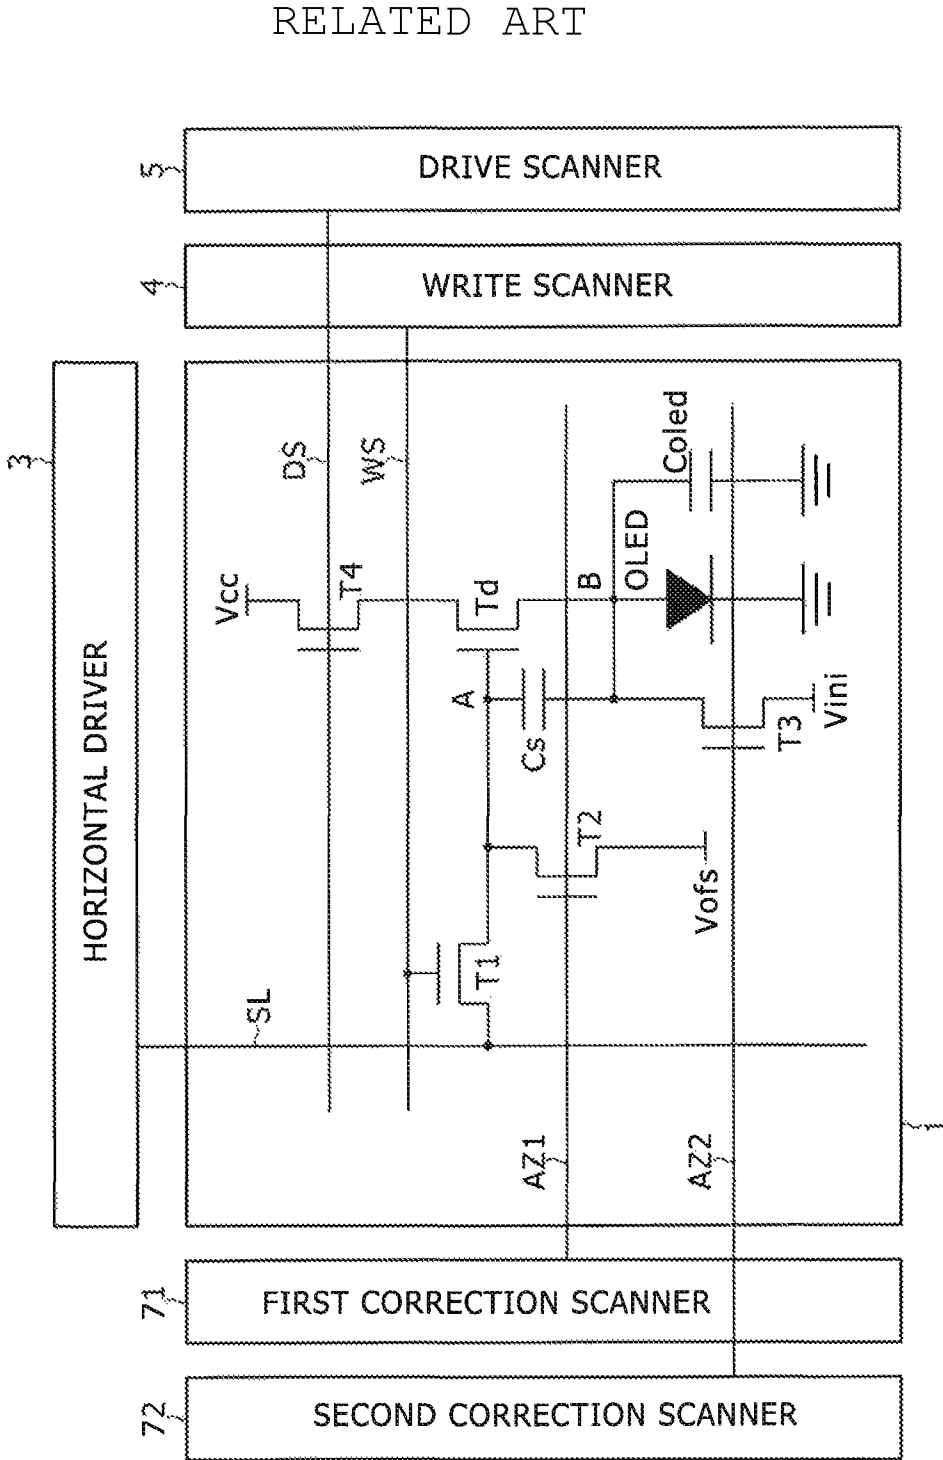 RELATED ART
5
DRIVE SCANNER
4
WRITE SCANNER
3
HORIZONTAL DRIVER
DS
WS
Coled
Vcc
T4
Td
B
OLED
A
Cs
T3
Vini
T2
Vofs
T1
SL
AZ1
AZ2
1
71
FIRST CORRECTION SCANNER
72
SECOND CORRECTION SCANNER